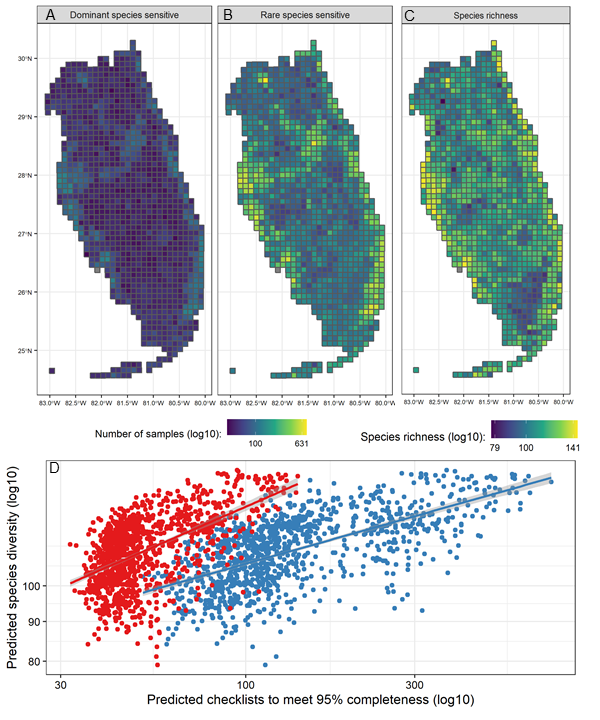 A Dominant species sensitive
B Rare species sensitive
C Species richness
30°N
29°N
28°N
27°N
26°N
25°N
83.0°W 82.5°W 82.0°W 81.5°W 81.0°W 80.5°W 80.0°W
83.0°W 82.5°W 82.0°W 81.5°W 81.0°W 80.5°W 80.0°W
83.0°W 82.5°W 82.0°W 81.5°W 81.0°W 80.5°W 80.0°W
Number of samples (log10):
100 631
Species richness (log10):
79 100 141
D
Predicted species diversity (log10)
100
90
80
30 100 300
Predicted checklists to meet 95% completeness (log10)